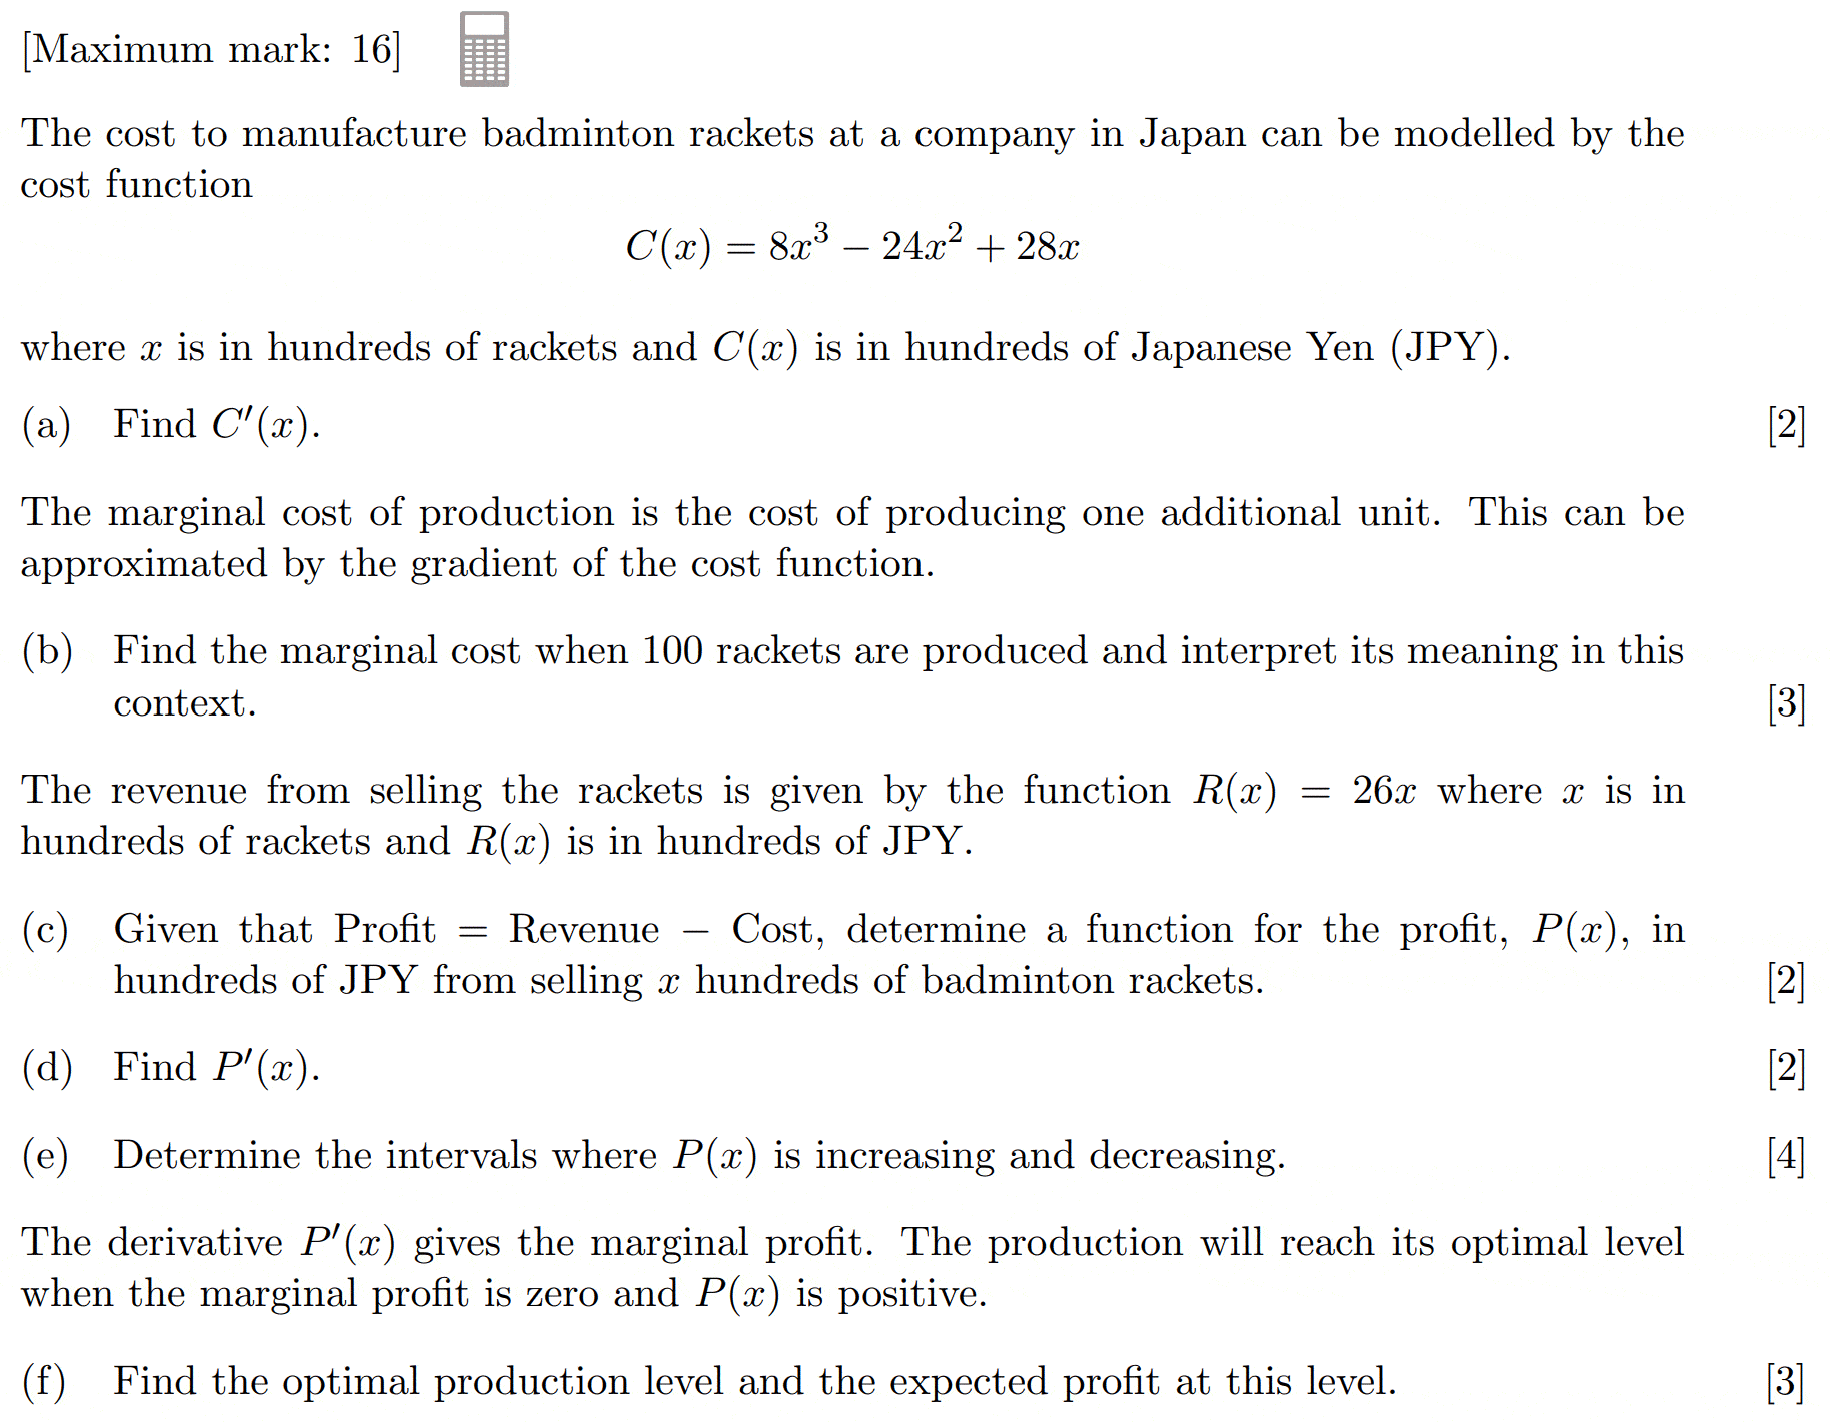 [Maximum mark: 16]
The cost to manufacture badminton rackets at a company in Japan can be modelled by the
cost function
C(x) = 8x³ − 24x² + 28x
where x is in hundreds of rackets and C(x) is in hundreds of Japanese Yen (JPY).
(a) Find C′(x). [2]
The marginal cost of production is the cost of producing one additional unit. This can be
approximated by the gradient of the cost function.
(b) Find the marginal cost when 100 rackets are produced and interpret its meaning in this
context. [3]
The revenue from selling the rackets is given by the function R(x) = 26x where x is in
hundreds of rackets and R(x) is in hundreds of JPY.
(c) Given that Profit = Revenue − Cost, determine a function for the profit, P(x), in
hundreds of JPY from selling x hundreds of badminton rackets. [2]
(d) Find P′(x). [2]
(e) Determine the intervals where P(x) is increasing and decreasing. [4]
The derivative P′(x) gives the marginal profit. The production will reach its optimal level
when the marginal profit is zero and P(x) is positive.
(f) Find the optimal production level and the expected profit at this level. [3]